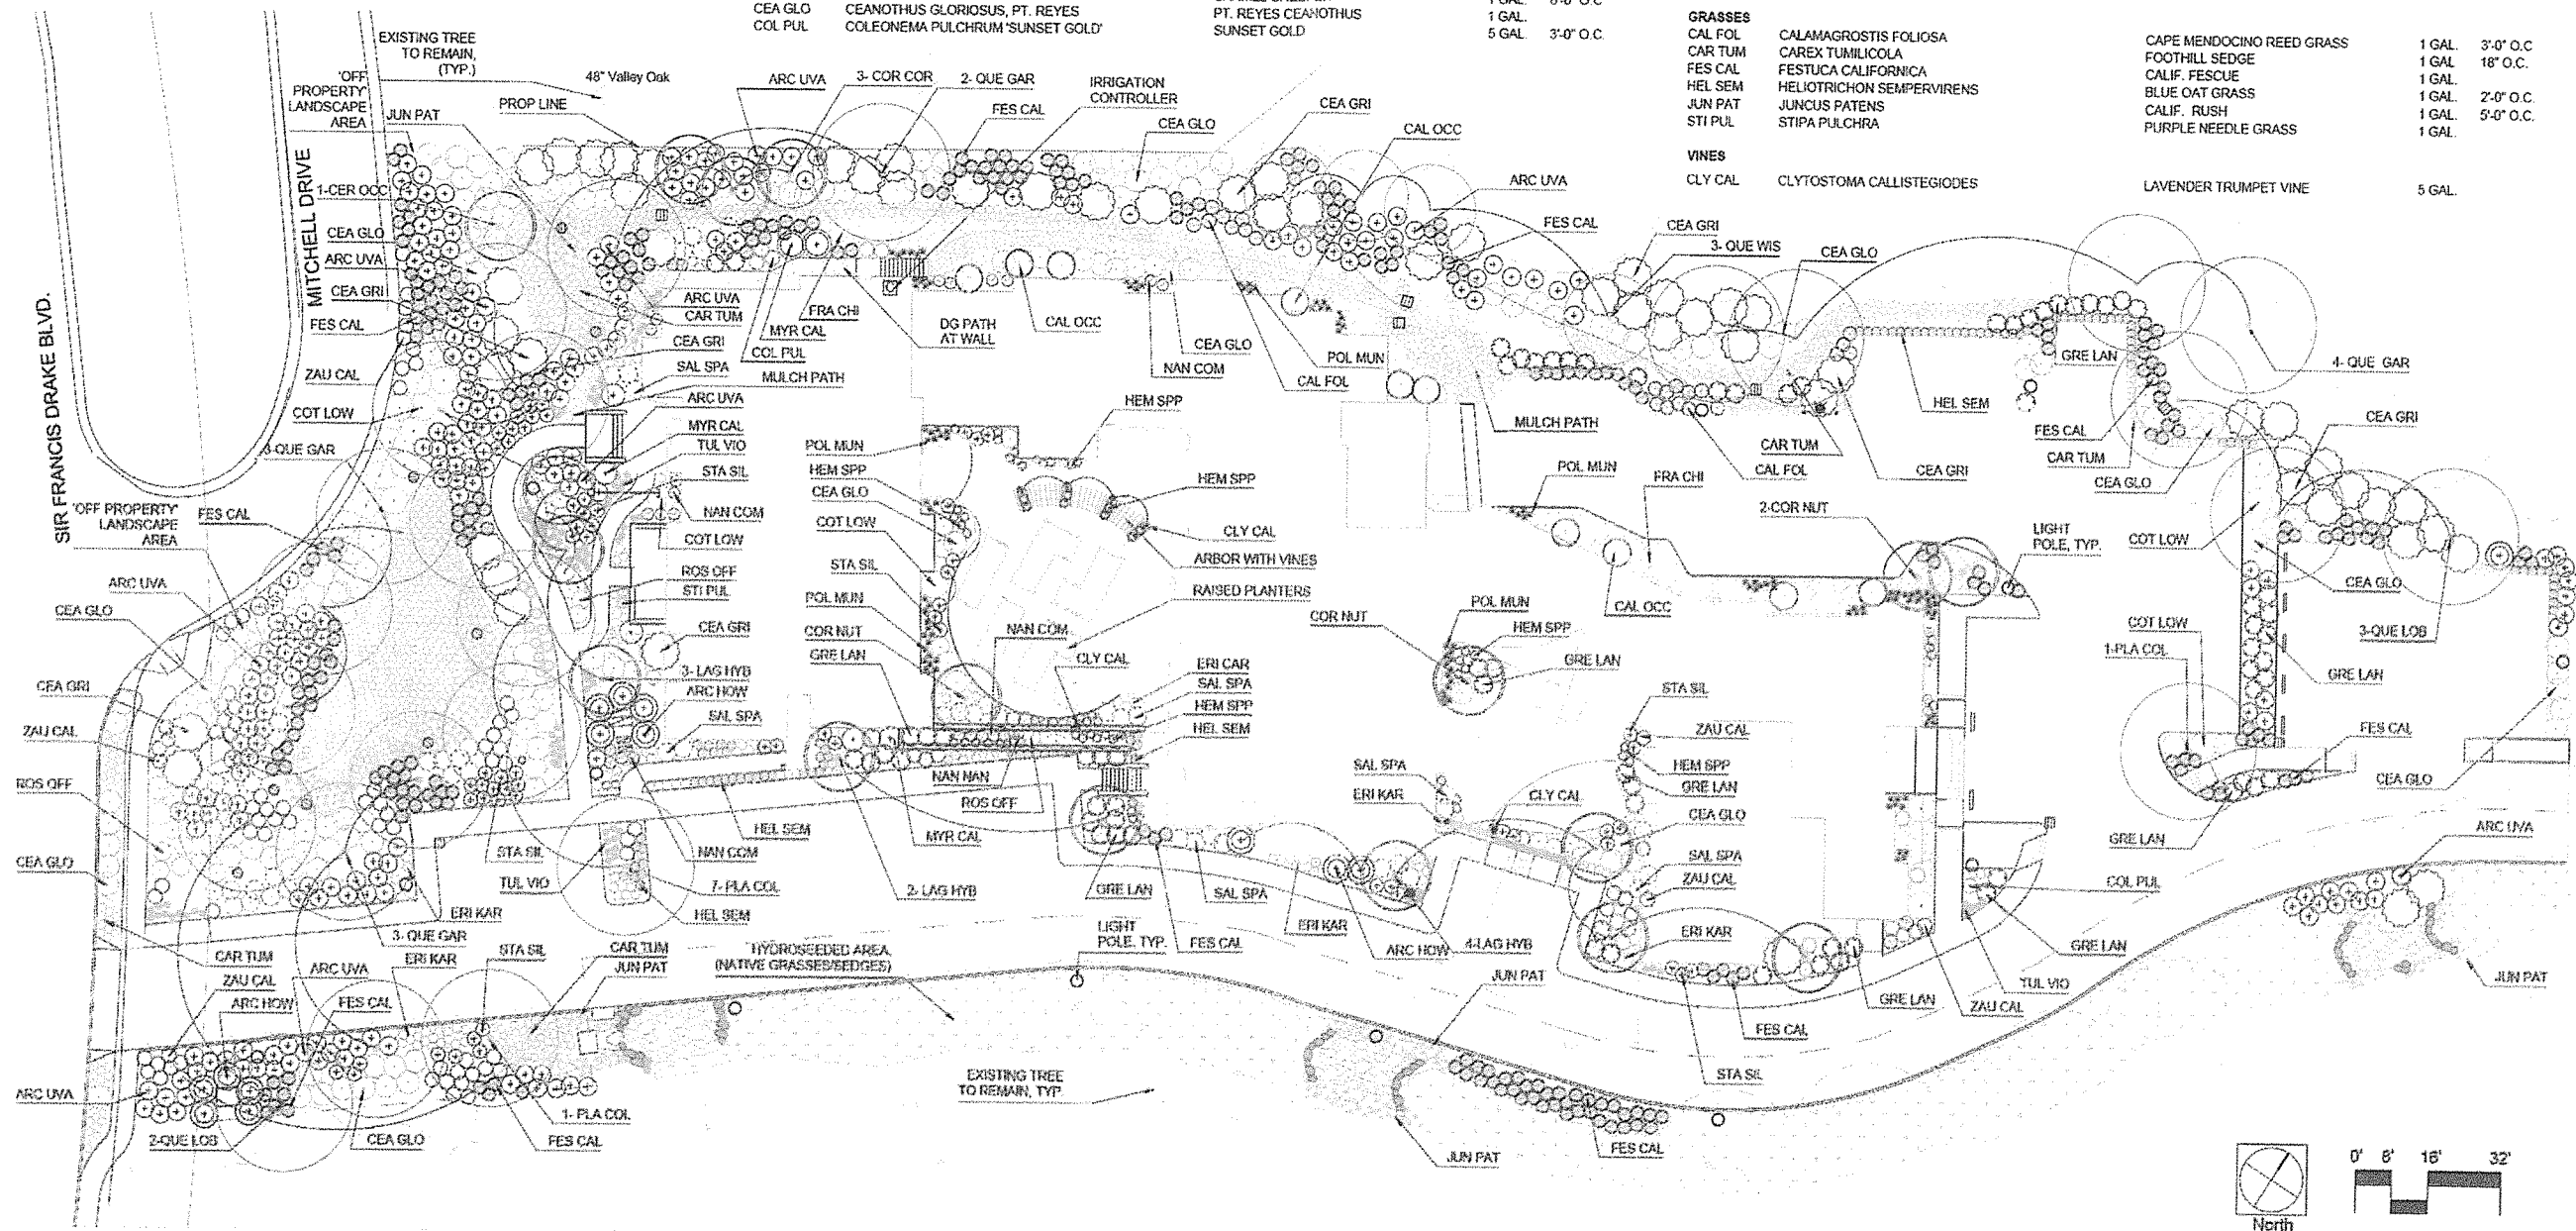 CEA GLO CEANOTHUS GLORIOSUS, PT. REYES PT. REYES CEANOTHUS 1 GAL.
COL PUL COLEONEMA PULCHRUM 'SUNSET GOLD' SUNSET GOLD 5 GAL. 3'-0" O.C.
GRASSES
CAL FOL CALAMAGROSTIS FOLIOSA CAPE MENDOCINO REED GRASS 1 GAL. 3'-0" O.C
CAR TUM CAREX TUMILICOLA FOOTHILL SEDGE 1 GAL 18" O.C.
FES CAL FESTUCA CALIFORNICA CALIF. FESCUE 1 GAL.
HEL SEM HELIOTRICHON SEMPERVIRENS BLUE OAT GRASS 1 GAL. 2'-0" O.C.
JUN PAT JUNCUS PATENS CALIF. RUSH 1 GAL. 5'-0" O.C.
STI PUL STIPA PULCHRA PURPLE NEEDLE GRASS 1 GAL.
VINES
CLY CAL CLYTOSTOMA CALLISTEGIODES LAVENDER TRUMPET VINE 5 GAL.
EXISTING TREE
TO REMAIN,
(TYP.)
48" Valley Oak
'OFF
PROPERTY'
LANDSCAPE
AREA
JUN PAT
PROP LINE
ARC UVA
3- COR COR
2- QUE GAR
FES CAL
IRRIGATION
CONTROLLER
CEA GLO
CEA GRI
CAL OCC
ARC UVA
FES CAL
CEA GRI
3- QUE WIS
CEA GLO
MITCHELL DRIVE
SIR FRANCIS DRAKE BLVD.
1-CER OCC
CEA GLO
ARC UVA
CEA GRI
FES CAL
ZAU CAL
COT LOW
3-QUE GAR
ARC UVA
CAR TUM
CEA GRI
SAL SPA
MULCH PATH
ARC UVA
MYR CAL
TUL VIO
STA SIL
NAN COM
COT LOW
ROS OFF
STI PUL
CEA GRI
3- LAG HYB
ARC HOW
SAL SPA
MYR CAL
COL PUL
FRA CHI
DG PATH
AT WALL
CAL OCC
NAN COM
CEA GLO
CAL FOL
POL MUN
MULCH PATH
HEL SEM
GRE LAN
4- QUE GAR
CAR TUM
CAL FOL
CEA GRI
FES CAL
CAR TUM
CEA GLO
CEA GRI
POL MUN
HEM SPP
CEA GLO
COT LOW
STA SIL
POL MUN
COR NUT
GRE LAN
HEM SPP
HEM SPP
CLY CAL
ARBOR WITH VINES
RAISED PLANTERS
NAN COM
CLY CAL
ERI CAR
SAL SPA
HEM SPP
HEL SEM
POL MUN
FRA CHI
2-COR NUT
LIGHT
POLE, TYP.
COT LOW
CEA GLO
CAL OCC
COR NUT
POL MUN
HEM SPP
GRE LAN
COT LOW
1-PLA COL
3-QUE LOB
GRE LAN
FES CAL
CEA GLO
'OFF PROPERTY'
LANDSCAPE
AREA
FES CAL
ARC UVA
CEA GLO
CEA GRI
ZAU CAL
ROS OFF
CEA GLO
STA SIL
ZAU CAL
HEM SPP
GRE LAN
CEA GLO
SAL SPA
ZAU CAL
ERI KAR
SAL SPA
ERI KAR
CLY CAL
NAN NAN
ROS OFF
MYR CAL
HEL SEM
NAN COM
7- PLA COL
HEL SEM
STA SIL
TUL VIO
ERI KAR
3- QUE GAR
2- LAG HYB
GRE LAN
SAL SPA
ERI KAR
ARC HOW
4-LAG HYB
FES CAL
LIGHT
POLE, TYP.
JUN PAT
GRE LAN
ARC UVA
COL PUL
GRE LAN
TUL VIO
ZAU CAL
GRE LAN
FES CAL
STA SIL
JUN PAT
CAR TUM
ZAU CAL
ARC HOW
ARC UVA
ERI KAR
FES CAL
STA SIL
CAR TUM
JUN PAT
HYDROSEEDED AREA,
(NATIVE GRASSES/SEDGES)
EXISTING TREE
TO REMAIN, TYP.
ARC UVA
2-QUE LOB
CEA GLO
1- PLA COL
FES CAL
JUN PAT
FES CAL
North
0' 8' 16' 32'